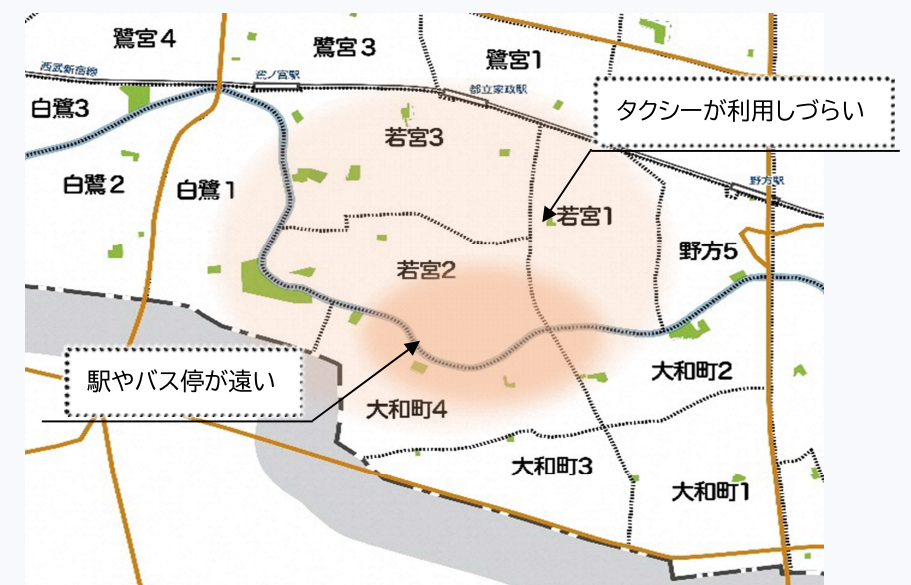 鷺宮4
鷺宮3
鷺宮1
西武新宿線
鷺ノ宮駅
都立家政駅
白鷺3
タクシーが利用しづらい
若宮3
白鷺2
白鷺1
野方駅
若宮1
野方5
若宮2
駅やバス停が遠い
大和町2
大和町4
大和町3
大和町1